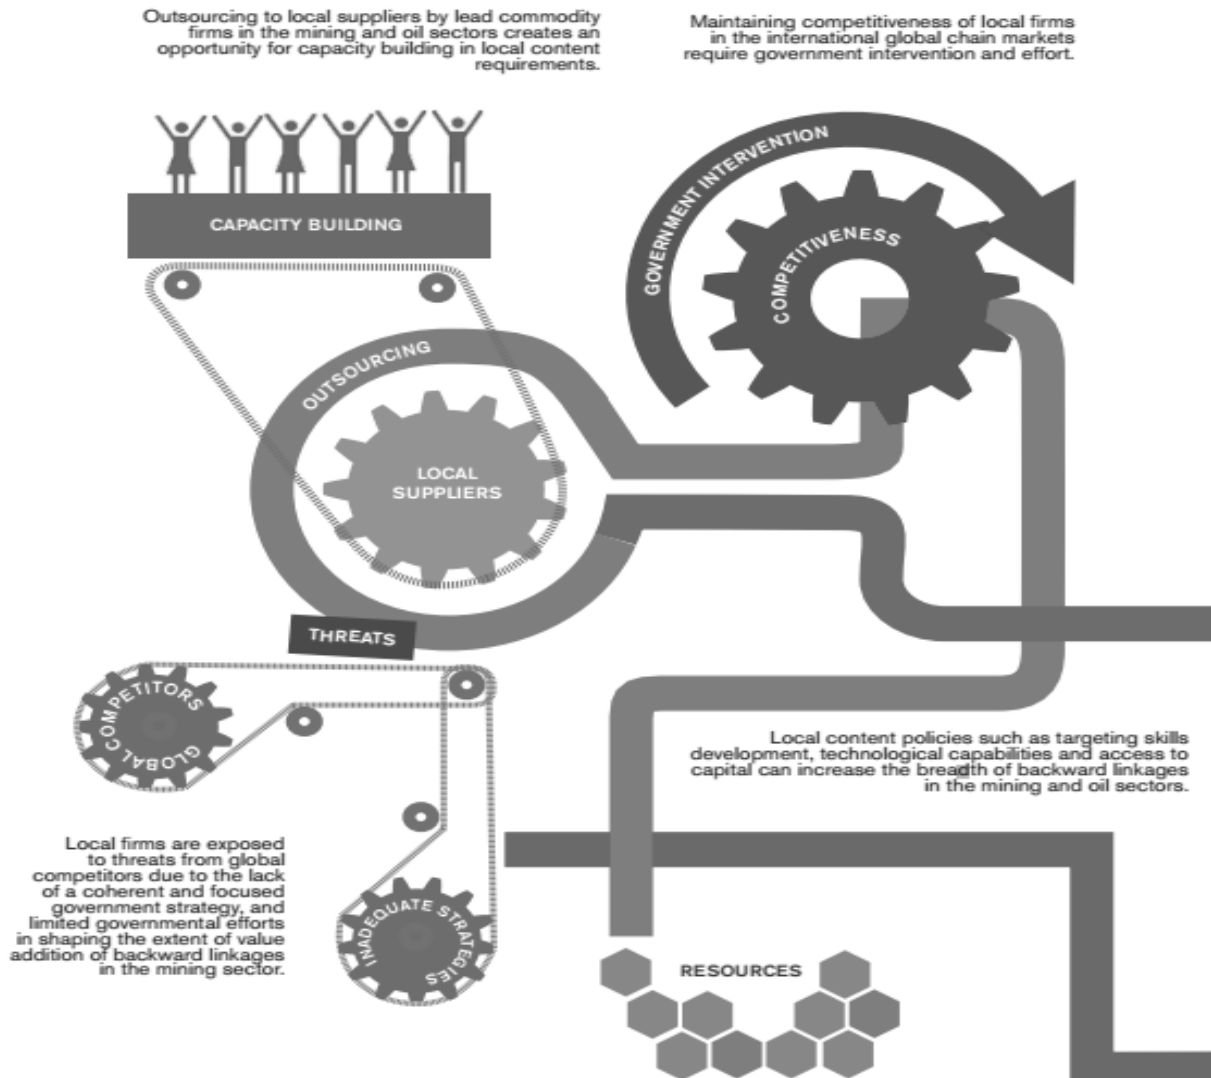 Outsourcing to local suppliers by lead commodity
firms in the mining and oil sectors creates an
opportunity for capacity building in local content
requirements.
Maintaining competitiveness of local firms
in the international global chain markets
require government intervention and effort.
CAPACITY BUILDING
GOVERNMENT INTERVENTION
COMPETITIVENESS
OUTSOURCING
LOCAL
SUPPLIERS
THREATS
GLOBAL COMPETITORS
Local content policies such as targeting skills
development, technological capabilities and access to
capital can increase the breadth of backward linkages
in the mining and oil sectors.
Local firms are exposed
to threats from global
competitors due to the lack
of a coherent and focused
government strategy, and
limited governmental efforts
in shaping the extent of value
addition of backward linkages
in the mining sector.
INADEQUATE STRATEGIES
RESOURCES